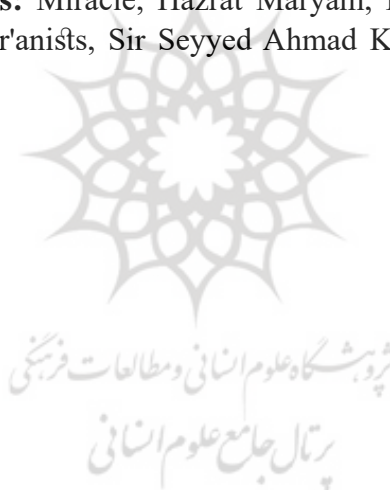 s. Miracle, Hazrat Maryam,
r'anists, Sir Seyyed Ahmad K
پژوهشگاه علوم انسانی و مطالعات فرهنگی
پرتال جامع علوم انسانی